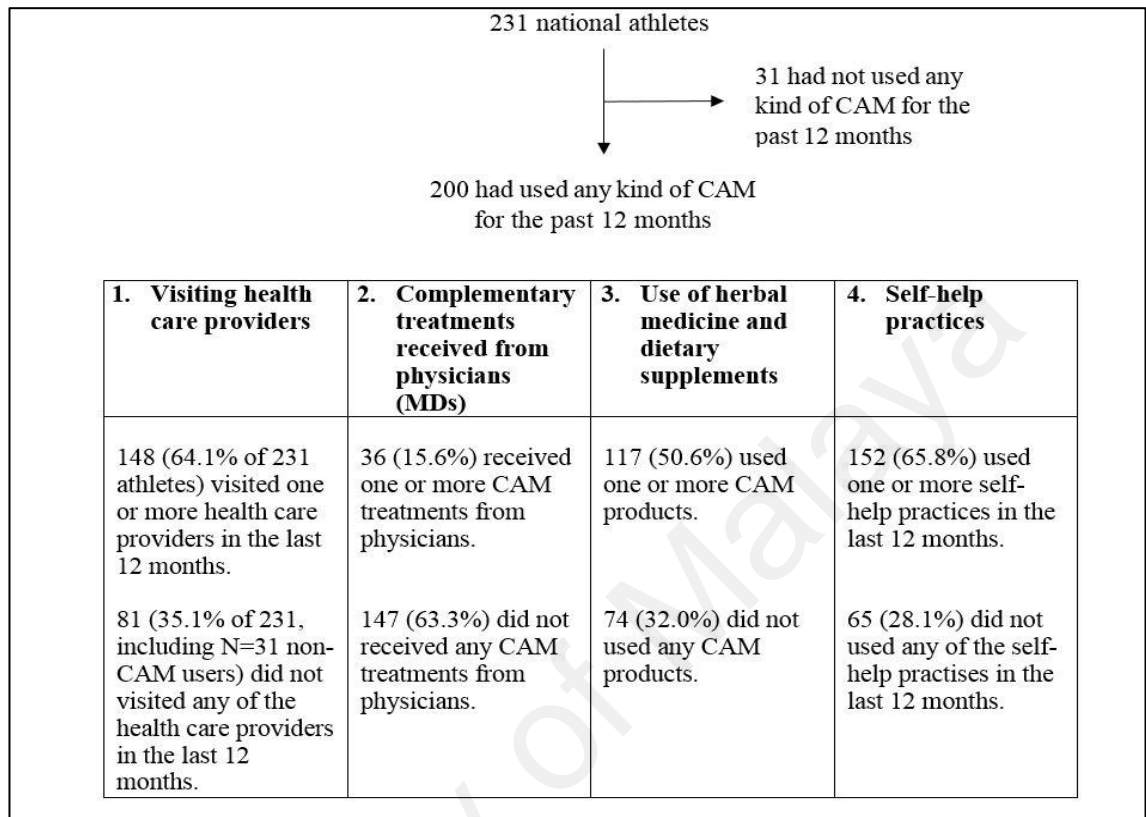 231 national athletes
31 had not used any
kind of CAM for the
past 12 months
200 had used any kind of CAM
for the past 12 months
1. Visiting health
care providers
2. Complementary
treatments
received from
physicians
(MDs)
3. Use of herbal
medicine and
dietary
supplements
4. Self-help
practices
148 (64.1% of 231
athletes) visited one
or more health care
providers in the last
12 months.
81 (35.1% of 231,
including N=31 non-
CAM users) did not
visited any of the
health care providers
in the last 12
months.
36 (15.6%) received
one or more CAM
treatments from
physicians.
147 (63.3%) did not
received any CAM
treatments from
physicians.
117 (50.6%) used
one or more CAM
products.
74 (32.0%) did not
used any CAM
products.
152 (65.8%) used
one or more self-
help practices in the
last 12 months.
65 (28.1%) did not
used any of the self-
help practises in the
last 12 months.
of Malaya